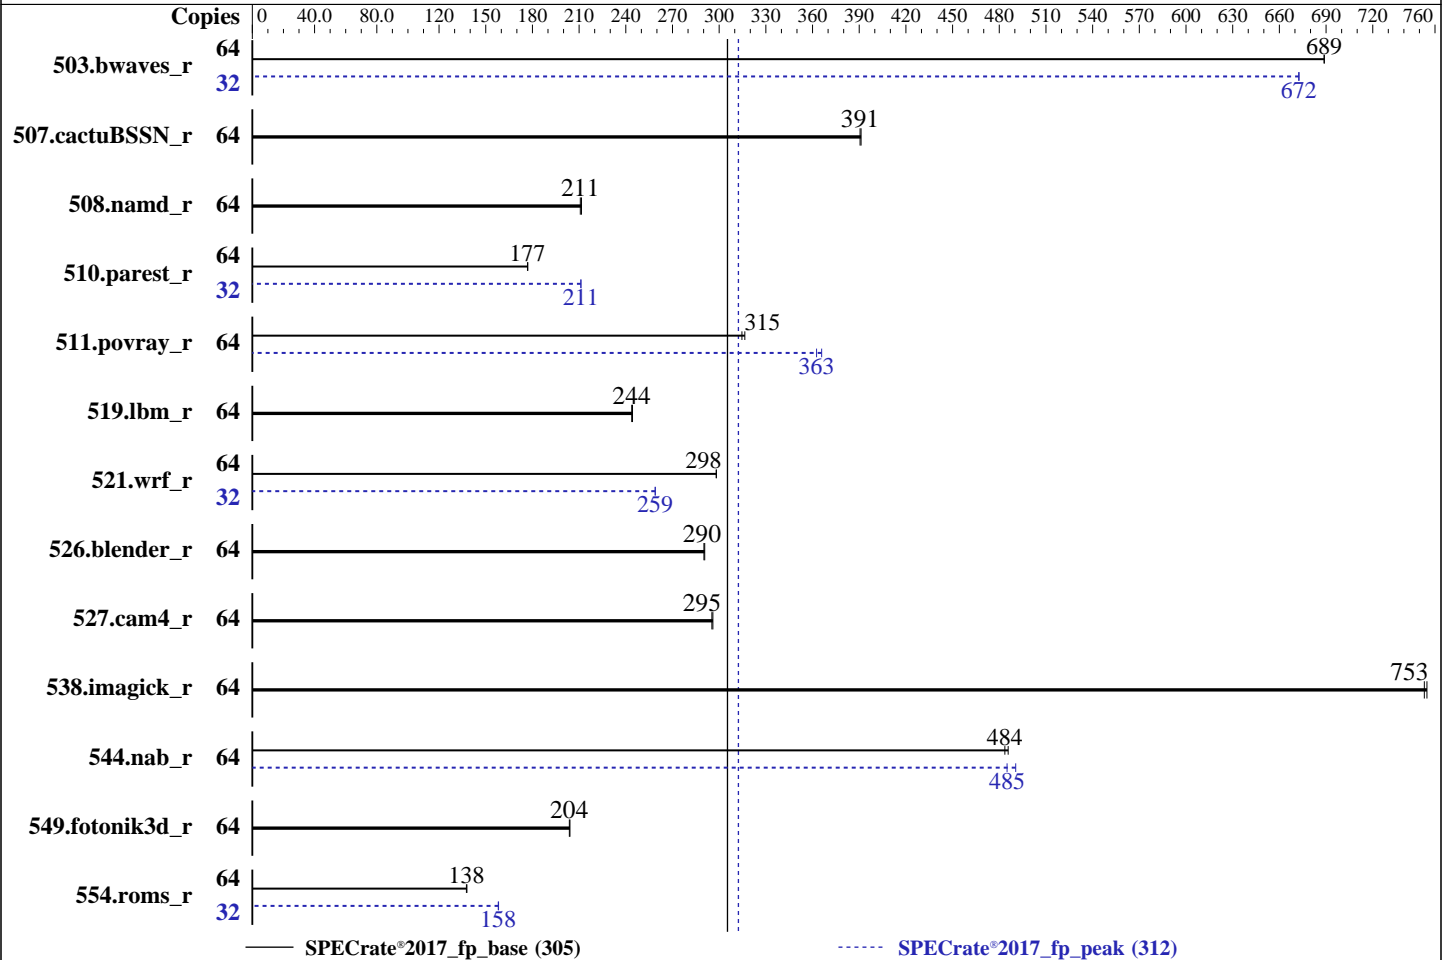 Copies 0 40.0 80.0 120 150 180 210 240 270 300 330 360 390 420 450 480 510 540 570 600 630 660 690 720 760
503.bwaves_r 64 689
32 672
507.cactuBSSN_r 64 391
508.namd_r 64 211
510.parest_r 64 177
32 211
511.povray_r 64 315
363
519.lbm_r 64 244
521.wrf_r 64 298
32 259
526.blender_r 64 290
527.cam4_r 64 295
538.imagick_r 64 753
544.nab_r 64 484
485
549.fotonik3d_r 64 204
554.roms_r 64 138
32 158
SPECrate®2017_fp_base (305) SPECrate®2017_fp_peak (312)